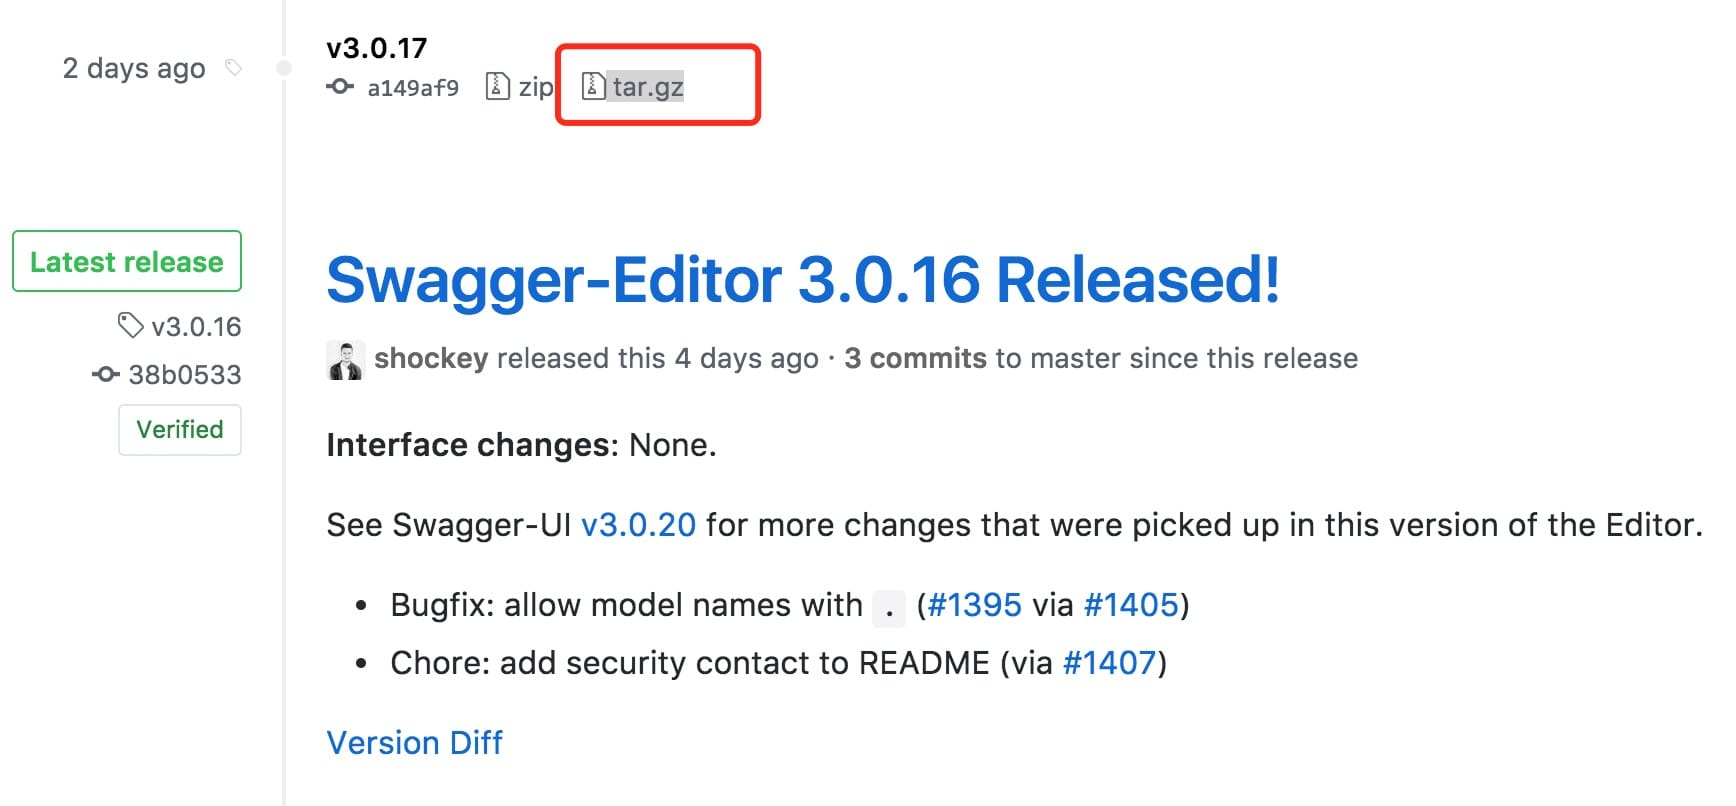 2 days ago
v3.0.17
a149af9 zip tar.gz
Latest release
v3.0.16
38b0533
Verified
Swagger-Editor 3.0.16 Released!
shockey released this 4 days ago · 3 commits to master since this release
Interface changes: None.
See Swagger-UI v3.0.20 for more changes that were picked up in this version of the Editor.
• Bugfix: allow model names with . (#1395 via #1405)
• Chore: add security contact to README (via #1407)
Version Diff